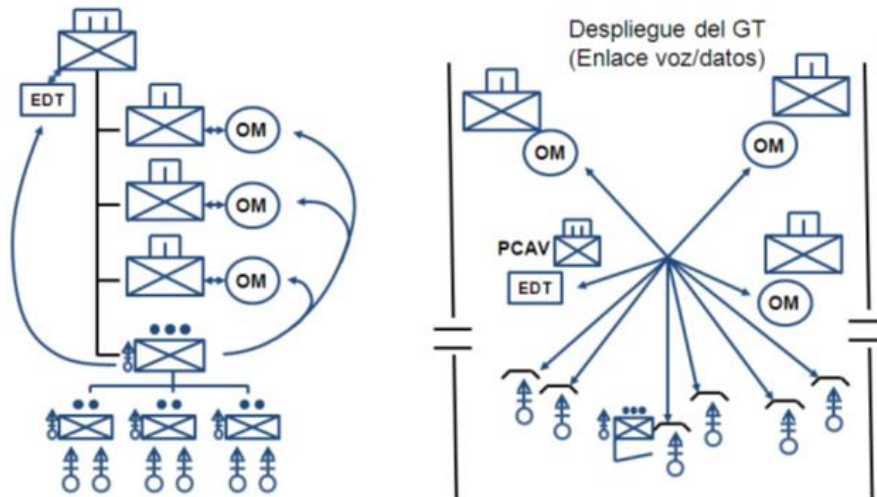 Despliegue del GT
(Enlace voz/datos)
EDT
OM
OM
OM
OM
OM
PCAV
EDT
OM